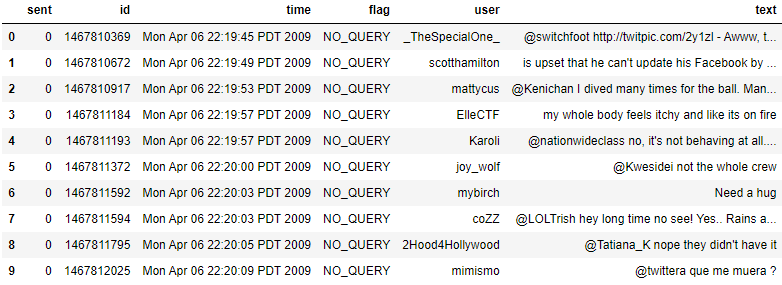 sent id time flag user text
0 0 1467810369 Mon Apr 06 22:19:45 PDT 2009 NO_QUERY _TheSpecialOne_ @switchfoot http://twitpic.com/2y1zl - Awww, t...
1 0 1467810672 Mon Apr 06 22:19:49 PDT 2009 NO_QUERY scotthamilton is upset that he can't update his Facebook by ...
2 0 1467810917 Mon Apr 06 22:19:53 PDT 2009 NO_QUERY mattycus @Kenichan I dived many times for the ball. Man...
3 0 1467811184 Mon Apr 06 22:19:57 PDT 2009 NO_QUERY ElleCTF my whole body feels itchy and like its on fire
4 0 1467811193 Mon Apr 06 22:19:57 PDT 2009 NO_QUERY Karoli @nationwideclass no, it's not behaving at all....
5 0 1467811372 Mon Apr 06 22:20:00 PDT 2009 NO_QUERY joy_wolf @Kwesidei not the whole crew
6 0 1467811592 Mon Apr 06 22:20:03 PDT 2009 NO_QUERY mybirch Need a hug
7 0 1467811594 Mon Apr 06 22:20:03 PDT 2009 NO_QUERY coZZ @LOLTrish hey long time no see! Yes.. Rains a...
8 0 1467811795 Mon Apr 06 22:20:05 PDT 2009 NO_QUERY 2Hood4Hollywood @Tatiana_K nope they didn't have it
9 0 1467812025 Mon Apr 06 22:20:09 PDT 2009 NO_QUERY mimismo @twittera que me muera ?